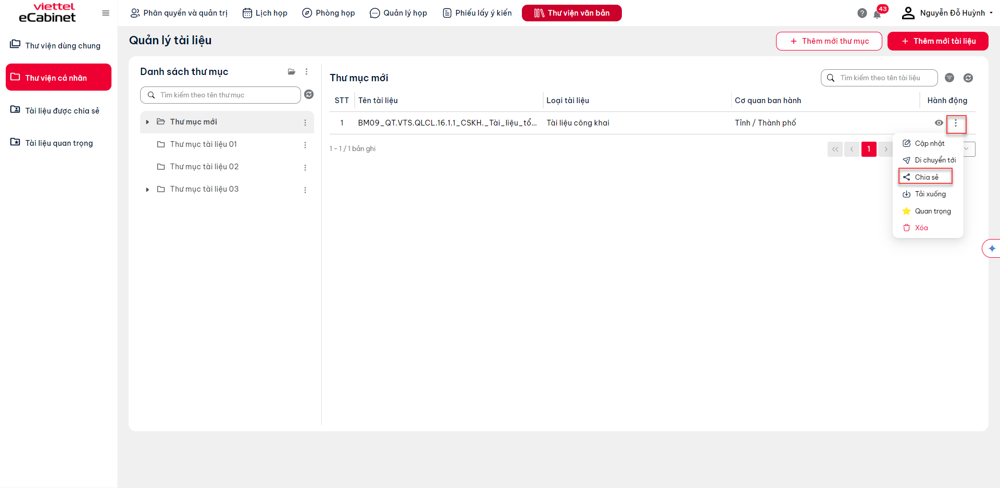 viettel
eCabinet
Phân quyền và quản trị
Lịch họp
Phòng họp
Quản lý họp
Phiếu lấy ý kiến
Thư viện văn bản
?
43
Nguyễn Đỗ Huỳnh
Thư viện dùng chung
Thư viện cá nhân
Tài liệu được chia sẻ
Tài liệu quan trọng
Quản lý tài liệu
+ Thêm mới thư mục
+ Thêm mới tài liệu
Danh sách thư mục
Tìm kiếm theo tên thư mục
Thư mục mới
Thư mục tài liệu 01
Thư mục tài liệu 02
Thư mục tài liệu 03
Thư mục mới
Tìm kiếm theo tên tài liệu
STT Tên tài liệu Loại tài liệu Cơ quan ban hành Hành động
1 BM09_QT.VTS.QLCL.16.1.1_CSKH._Tài_liệu_tổ... Tài liệu công khai Tỉnh / Thành phố
1 - 1 / 1 bản ghi
1
Cập nhật
Di chuyển tới
Chia sẻ
Tải xuống
Quan trọng
Xóa